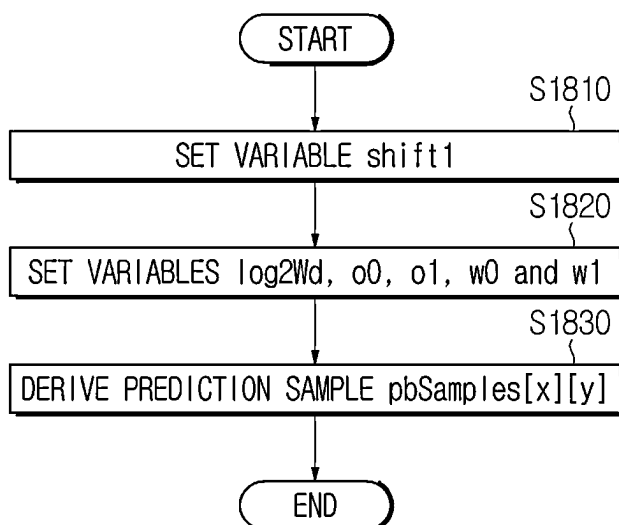 START
S1810
SET VARIABLE shift1
S1820
SET VARIABLES log2Wd, o0, o1, w0 and w1
S1830
DERIVE PREDICTION SAMPLE pbSamples[x][y]
END